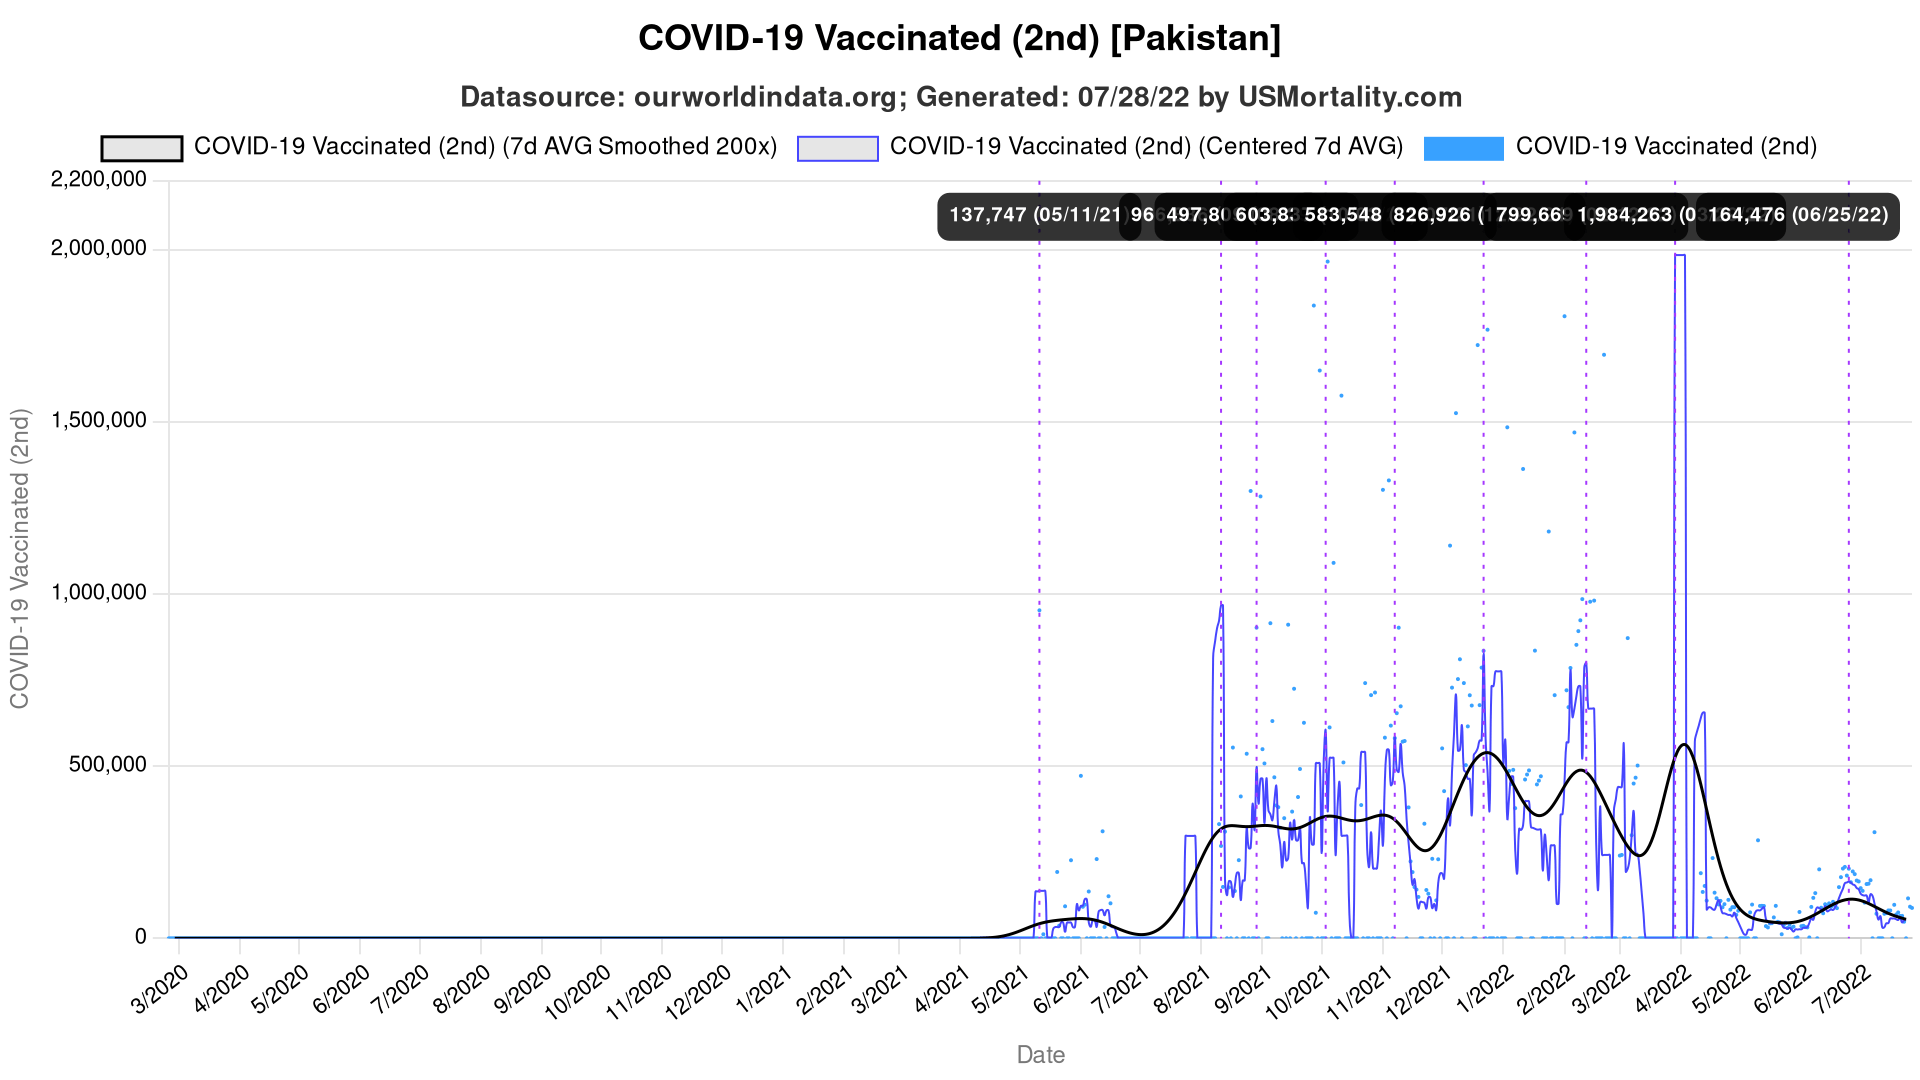 COVID-19 Vaccinated (2nd) [Pakistan]
Datasource: ourworldindata.org; Generated: 07/28/22 by USMortality.com
COVID-19 Vaccinated (2nd) (7d AVG Smoothed 200x) COVID-19 Vaccinated (2nd) (Centered 7d AVG) COVID-19 Vaccinated (2nd)
2,200,000
137,747 (05/11/21) 583,548 826,926 1,984,263 164,476 (06/25/22)
2,000,000
1,500,000
1,000,000
500,000
0
COVID-19 Vaccinated (2nd)
3/2020 4/2020 5/2020 6/2020 7/2020 8/2020 9/2020 10/2020 11/2020 12/2020 1/2021 2/2021 3/2021 4/2021 5/2021 6/2021 7/2021 8/2021 9/2021 10/2021 11/2021 12/2021 1/2022 2/2022 3/2022 4/2022 5/2022 6/2022 7/2022
Date